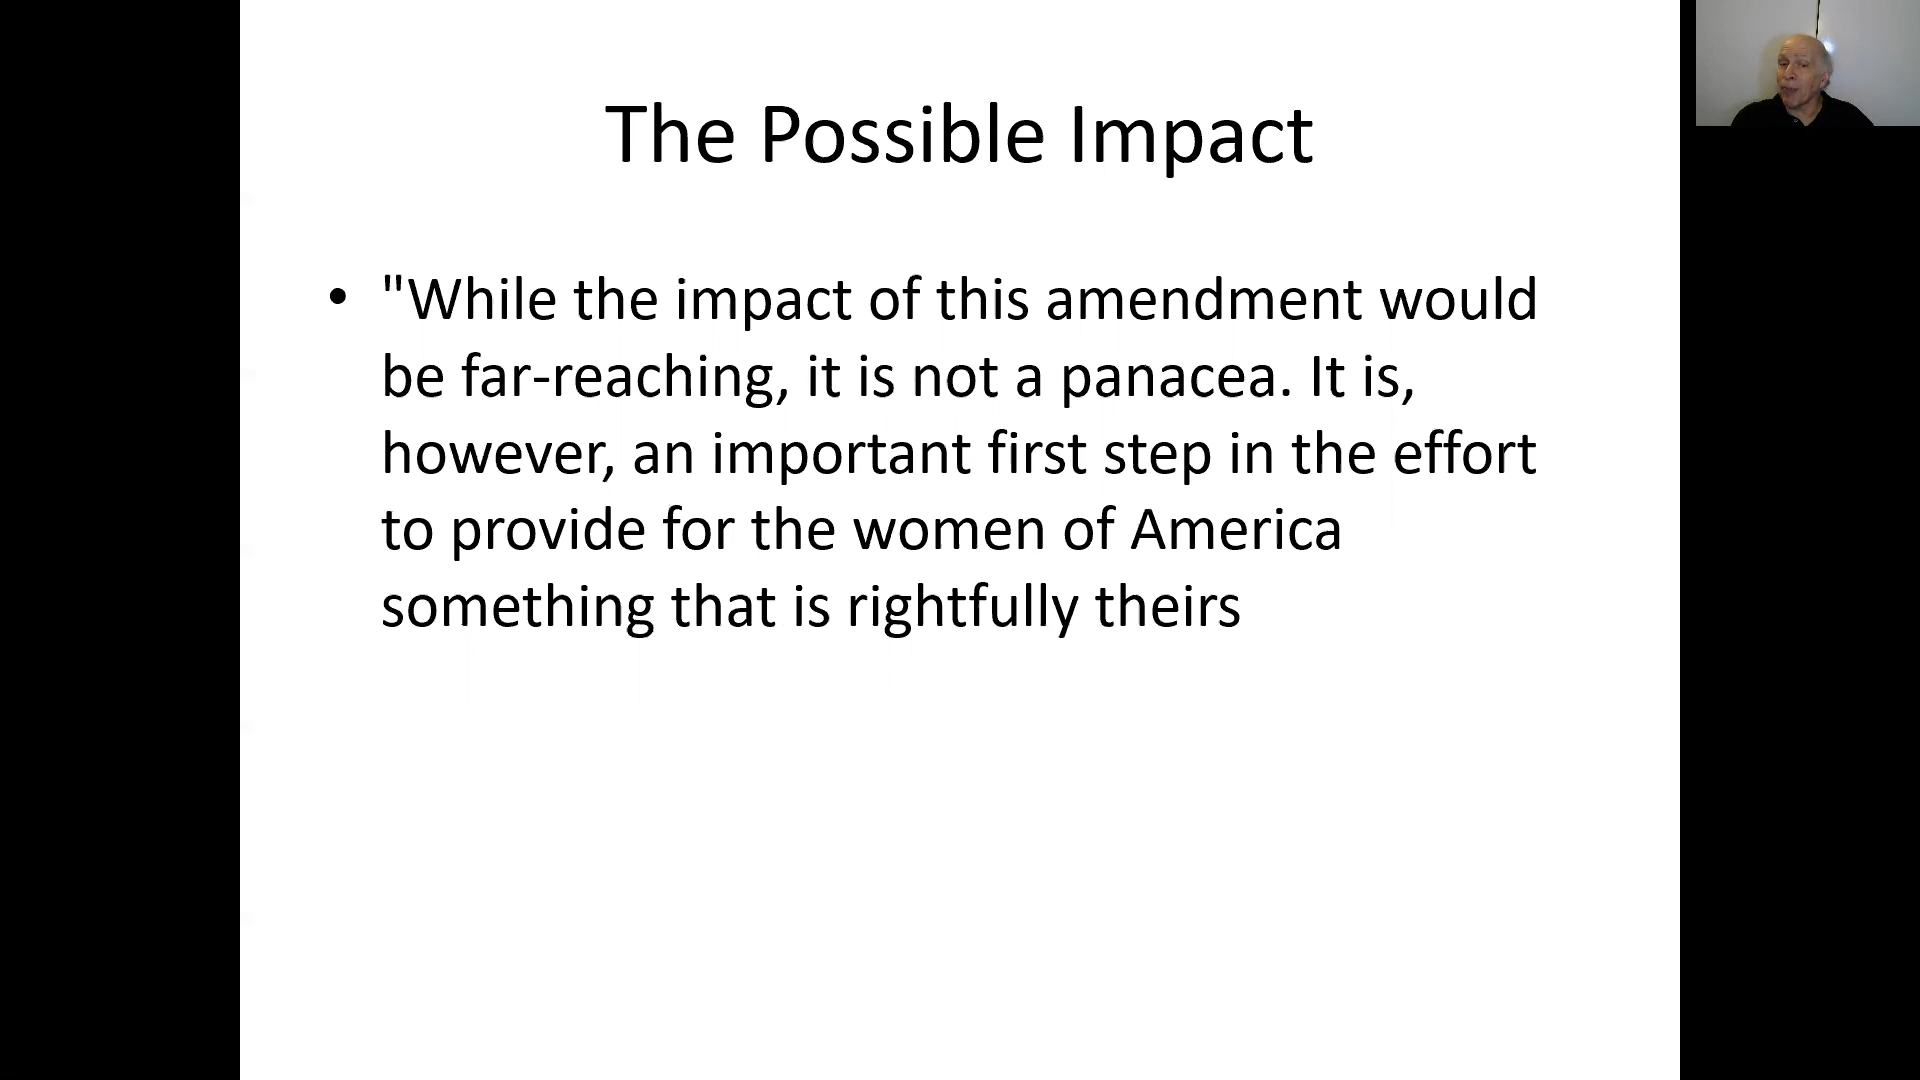 The Possible Impact
• "While the impact of this amendment would
be far-reaching, it is not a panacea. It is,
however, an important first step in the effort
to provide for the women of America
something that is rightfully theirs